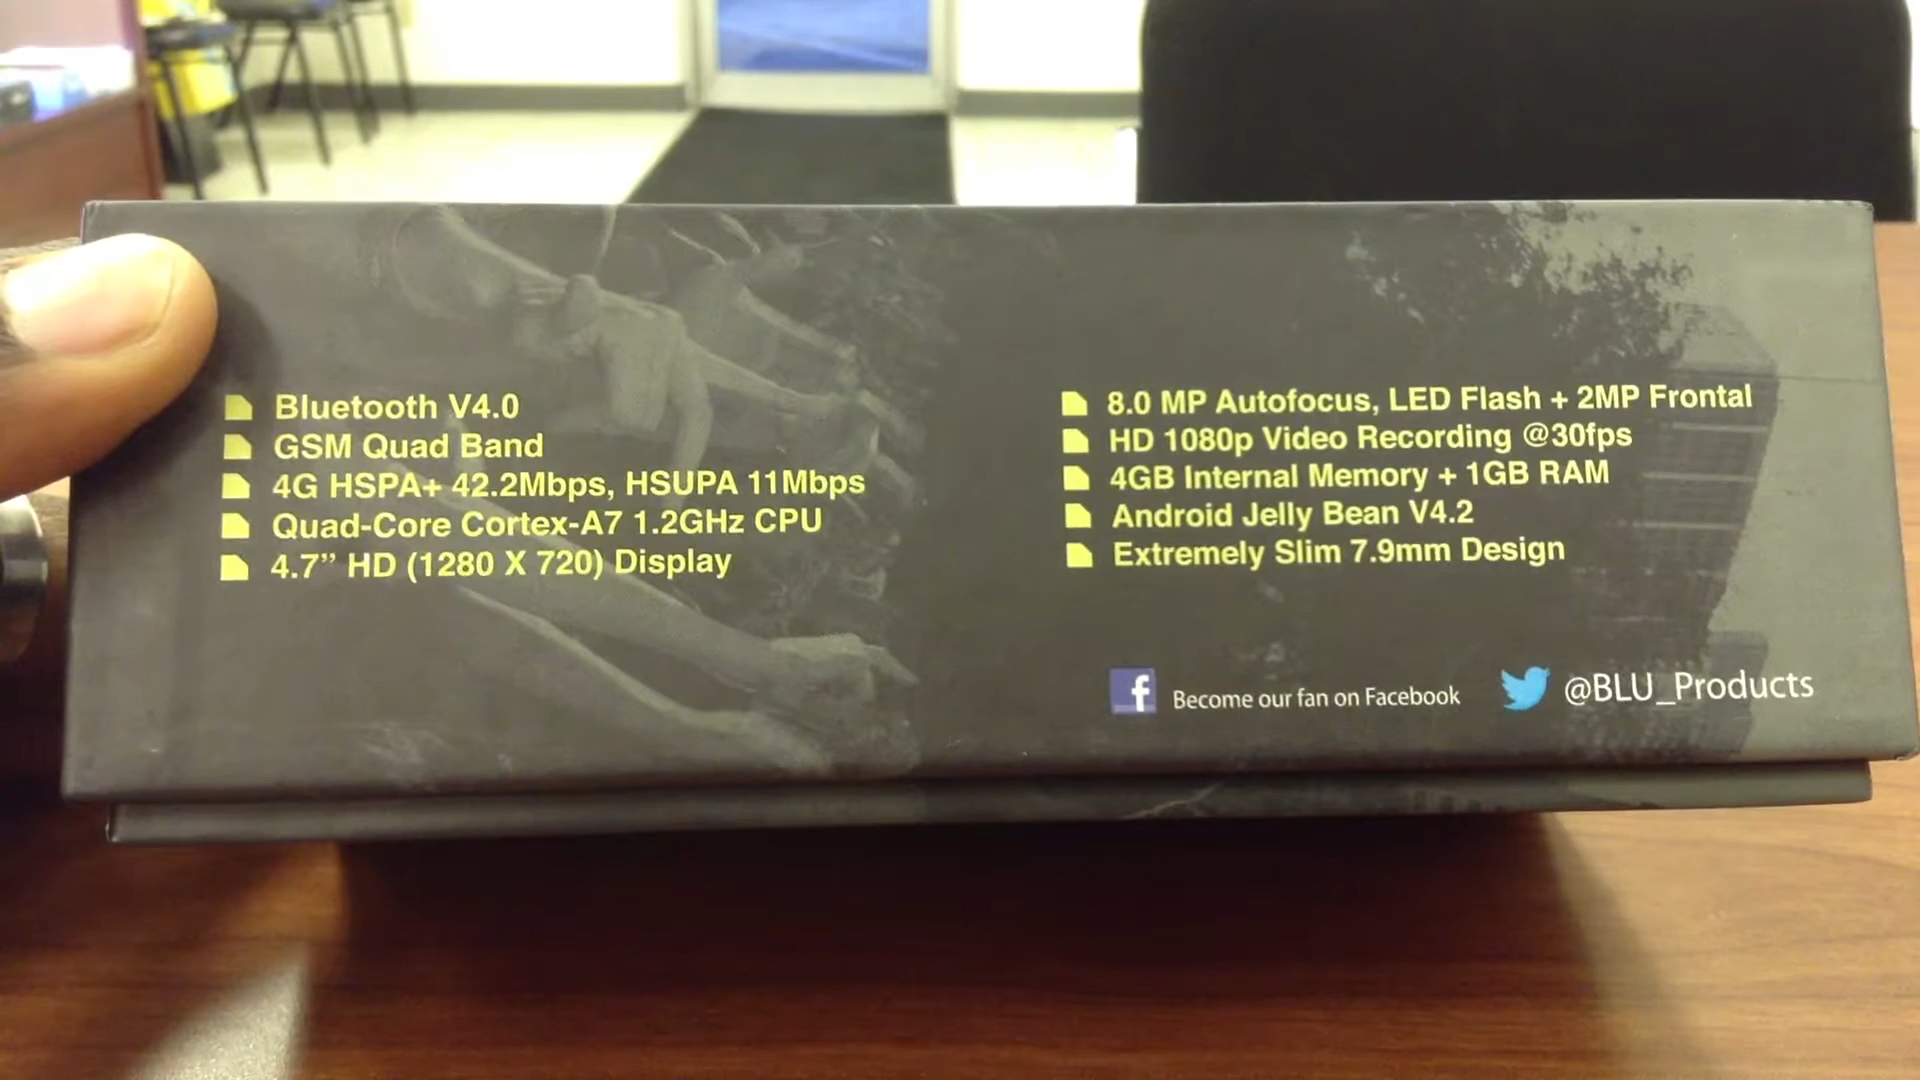 Bluetooth V4.0
GSM Quad Band
4G HSPA+ 42.2Mbps, HSUPA 11Mbps
Quad-Core Cortex-A7 1.2GHz CPU
4.7” HD (1280 X 720) Display
8.0 MP Autofocus, LED Flash + 2MP Frontal
HD 1080p Video Recording @30fps
4GB Internal Memory + 1GB RAM
Android Jelly Bean V4.2
Extremely Slim 7.9mm Design
f Become our fan on Facebook @BLU_Products